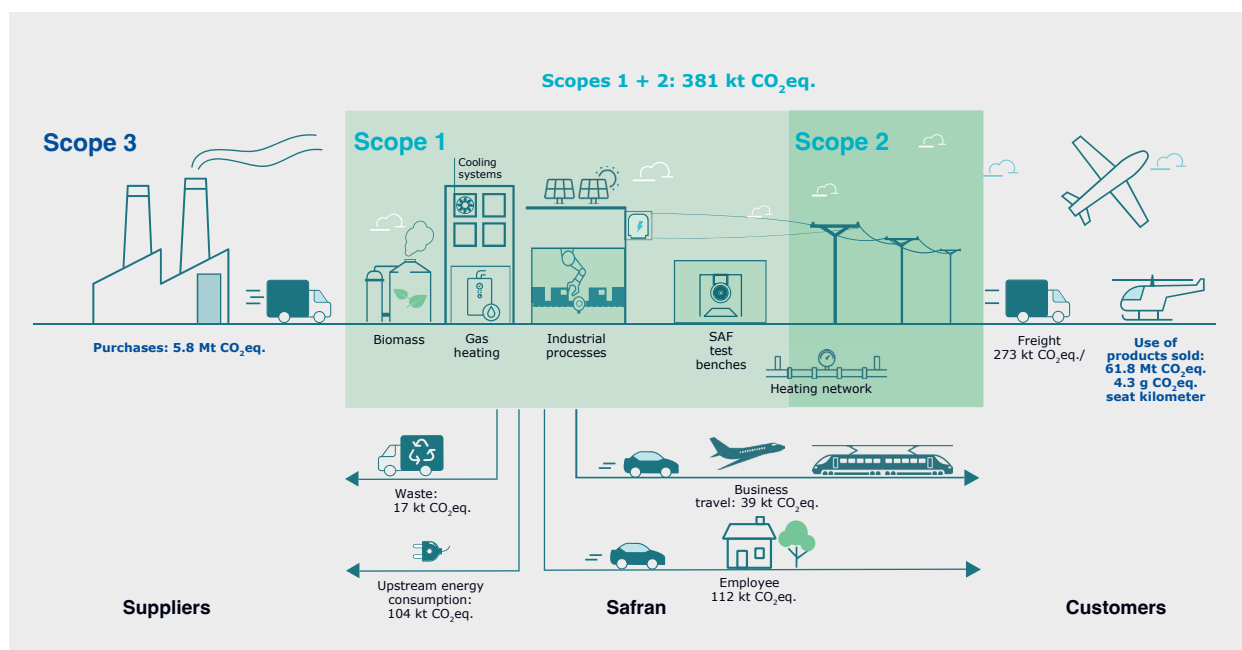 Scopes 1 + 2: 381 kt CO₂eq.
Scope 3
Scope 1
Scope 2
Cooling
systems
Purchases: 5.8 Mt CO₂eq.
Biomass
Gas
heating
Industrial
processes
SAF
test
benches
Heating network
Freight
273 kt CO₂eq./
Use of
products sold:
61.8 Mt CO₂eq.
4.3 g CO₂eq.
seat kilometer
Waste:
17 kt CO₂eq.
Business
travel: 39 kt CO₂eq.
Upstream energy
consumption:
104 kt CO₂eq.
Employee
112 kt CO₂eq.
Suppliers
Safran
Customers